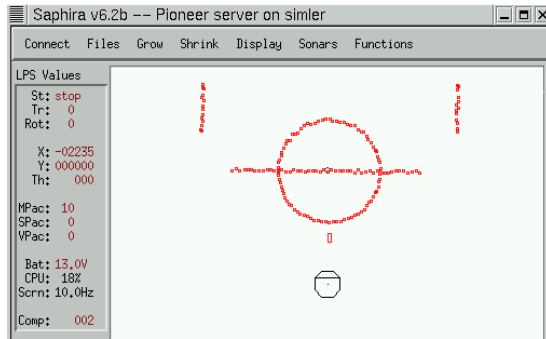 Saphira v6.2b -- Pioneer server on simler
Connect Files Grow Shrink Display Sonars Functions
LPS Values
St: stop
Tr: 0
Rot: 0
X: -02235
Y: 000000
Th: 000
MPac: 10
SPac: 0
VPac: 0
Bat: 13.0V
CPU: 18%
Scrn: 10.0Hz
Comp: 002